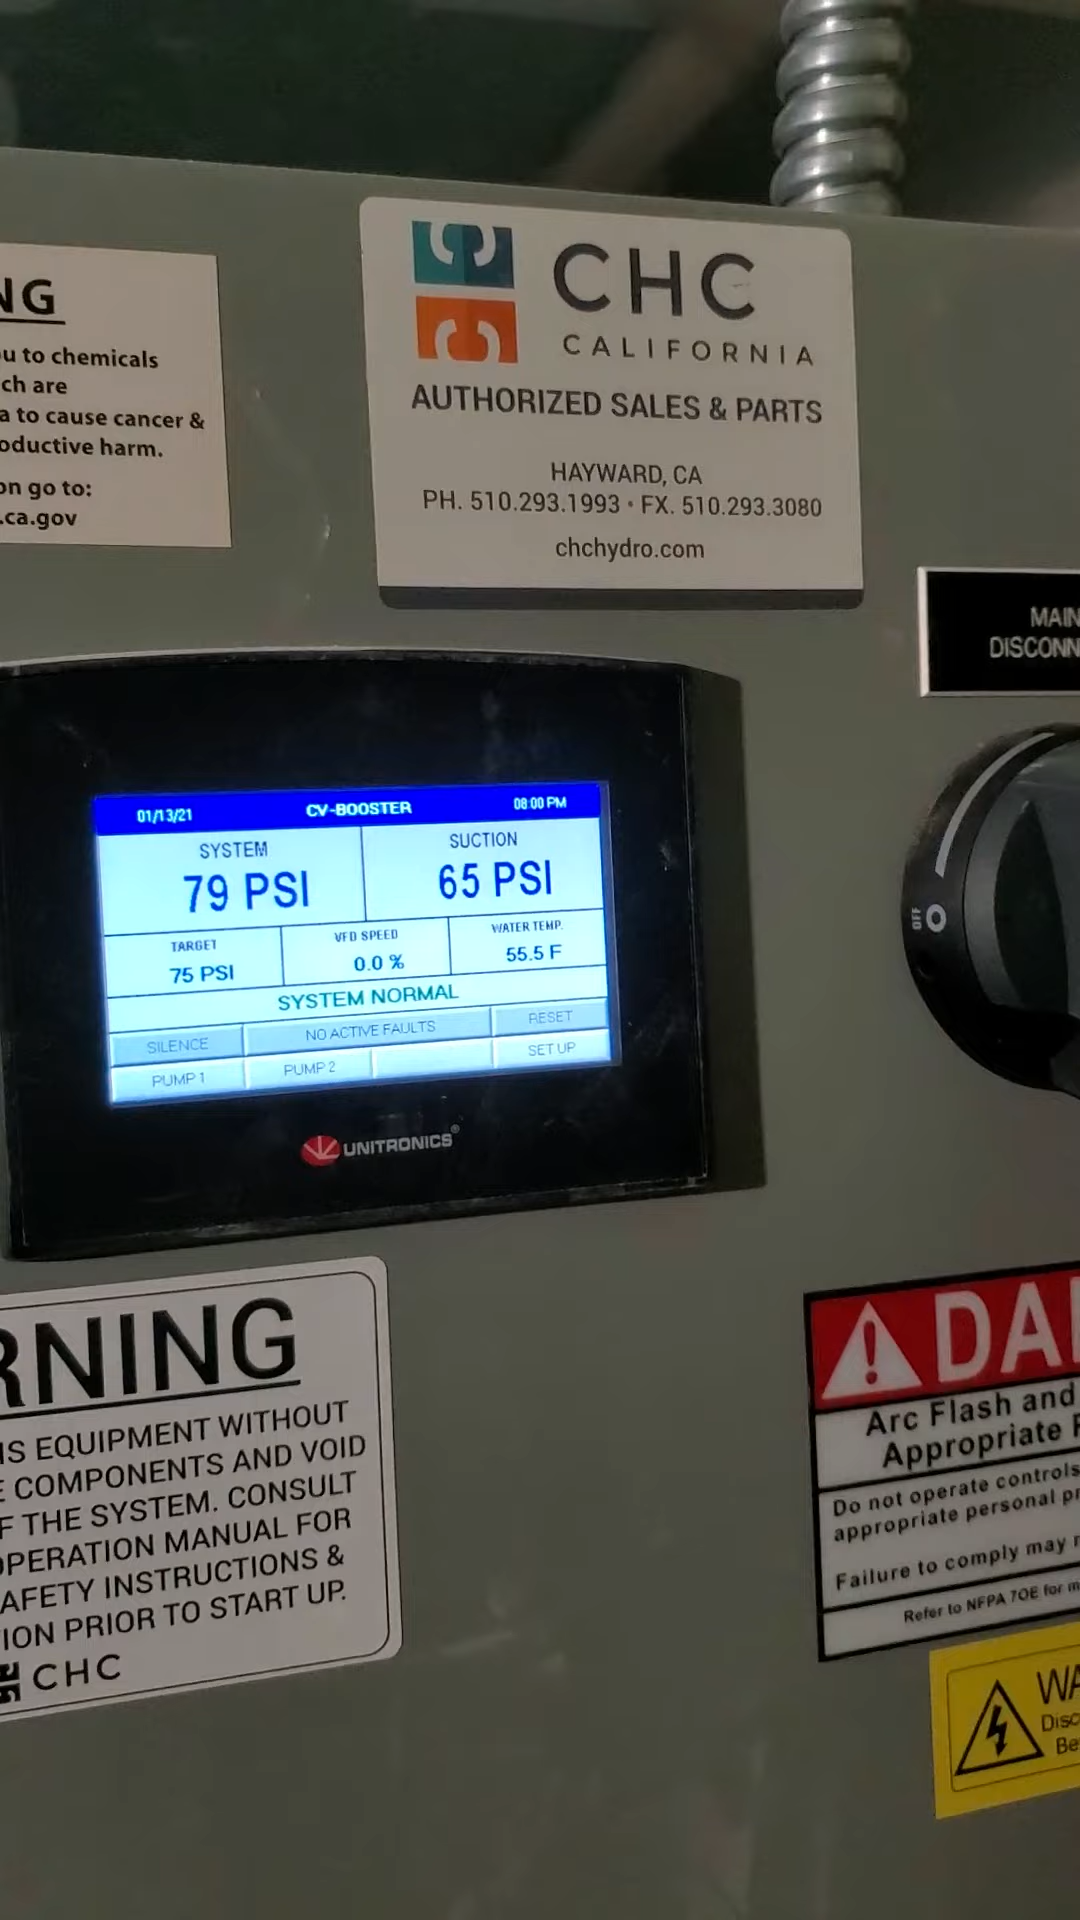 NG
u to chemicals
ch are
a to cause cancer &
oductive harm.
on go to:
.ca.gov
CHC
CALIFORNIA
AUTHORIZED SALES & PARTS
HAYWARD, CA
PH. 510.293.1993 · FX. 510.293.3080
chchydro.com
MAIN
DISCONN
OFF
01/13/21 CV-BOOSTER 08:00 PM
SYSTEM SUCTION
79 PSI 65 PSI
TARGET VFD SPEED WATER TEMP.
75 PSI 0.0 % 55.5 F
SYSTEM NORMAL
SILENCE NO ACTIVE FAULTS RESET
PUMP 1 PUMP 2 SET UP
UNITRONICS®
RNING
IS EQUIPMENT WITHOUT
E COMPONENTS AND VOID
F THE SYSTEM. CONSULT
OPERATION MANUAL FOR
AFETY INSTRUCTIONS &
ION PRIOR TO START UP.
CHC
DAN
Arc Flash and
Appropriate
Do not operate controls
appropriate personal pr
Failure to comply may
Refer to NFPA 70E for m
WA
Disc
Be